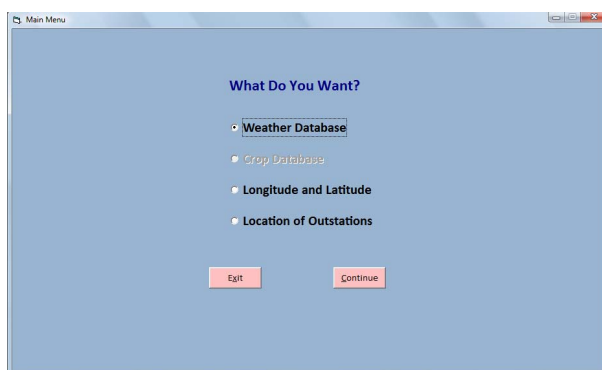 Main Menu
What Do You Want?
Weather Database
Crop Database
Longitude and Latitude
Location of Outstations
Exit Continue